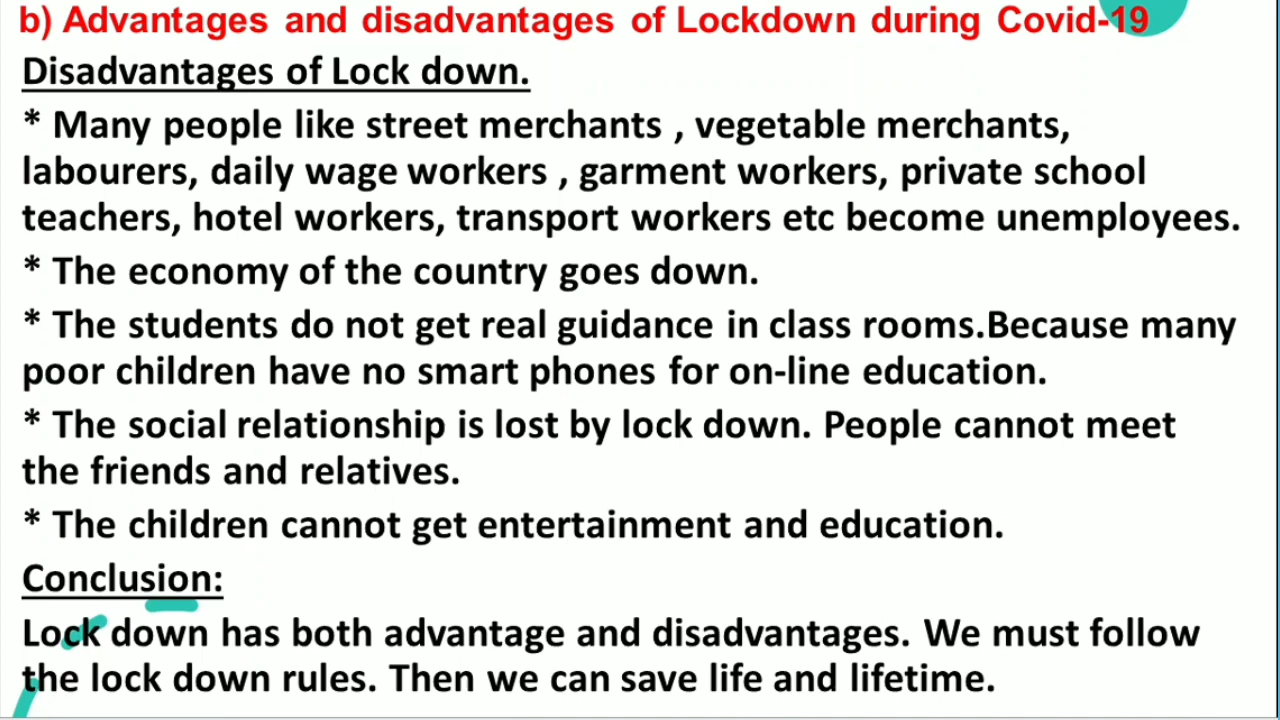 b) Advantages and disadvantages of Lockdown during Covid-19
Disadvantages of Lock down.
* Many people like street merchants , vegetable merchants,
labourers, daily wage workers , garment workers, private school
teachers, hotel workers, transport workers etc become unemployees.
* The economy of the country goes down.
* The students do not get real guidance in class rooms.Because many
poor children have no smart phones for on-line education.
* The social relationship is lost by lock down. People cannot meet
the friends and relatives.
* The children cannot get entertainment and education.
Conclusion:
Lock down has both advantage and disadvantages. We must follow
the lock down rules. Then we can save life and lifetime.